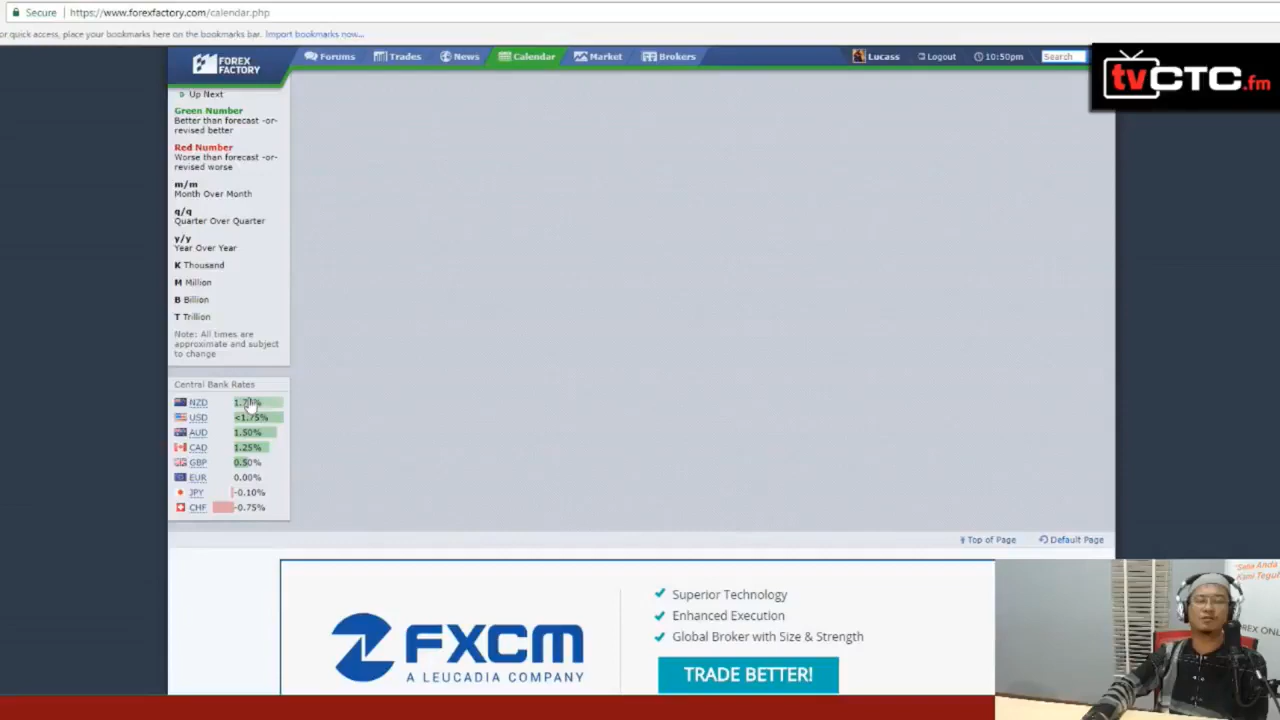 Secure
https://www.forexfactory.com/calendar.php
or quick access, place your bookmarks here on the bookmarks bar. Import bookmarks now...
FOREX
FACTORY
Forums
Trades
News
Calendar
Market
Brokers
Lucass
Logout
10:50pm
Search
tvCTC.fm
Up Next
Green Number
Better than forecast -or-
revised better
Red Number
Worse than forecast -or-
revised worse
m/m
Month Over Month
q/q
Quarter Over Quarter
y/y
Year Over Year
K Thousand
M Million
B Billion
T Trillion
Note: All times are
approximate and subject
to change
Central Bank Rates
NZD
USD <1.75%
AUD 1.50%
CAD 1.25%
GBP 0.50%
EUR 0.00%
JPY -0.10%
CHF -0.75%
Top of Page
Default Page
FXCM
A LEUCADIA COMPANY
Superior Technology
Enhanced Execution
Global Broker with Size & Strength
TRADE BETTER!
"Setia Anda
Kami Teguh